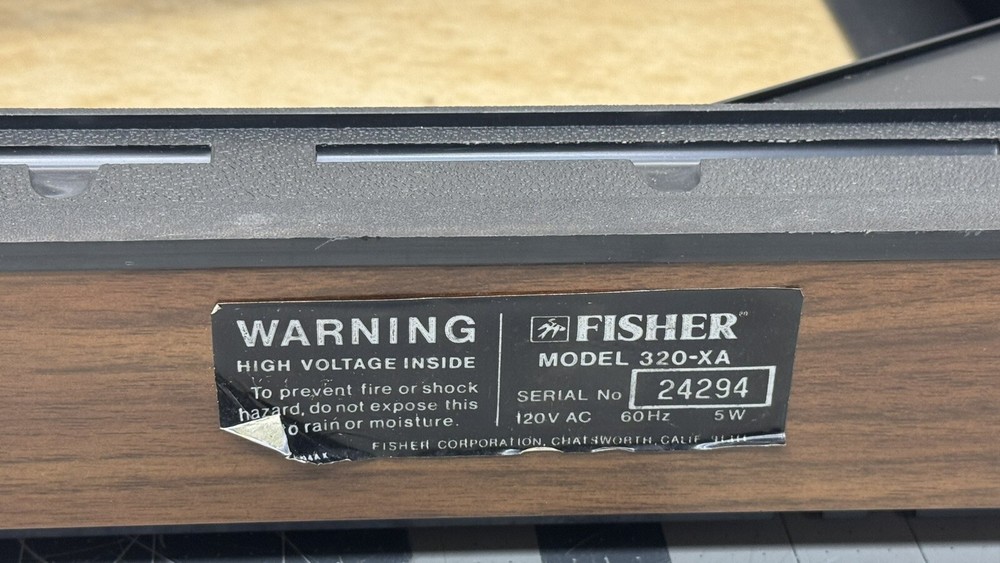 WARNING
HIGH VOLTAGE INSIDE
To prevent fire or shock
hazard, do not expose this
to rain or moisture.
FISHER
MODEL 320-XA
SERIAL No 24294
120V AC 60Hz 5W
FISHER CORPORATION, CHATSWORTH, CALIF.